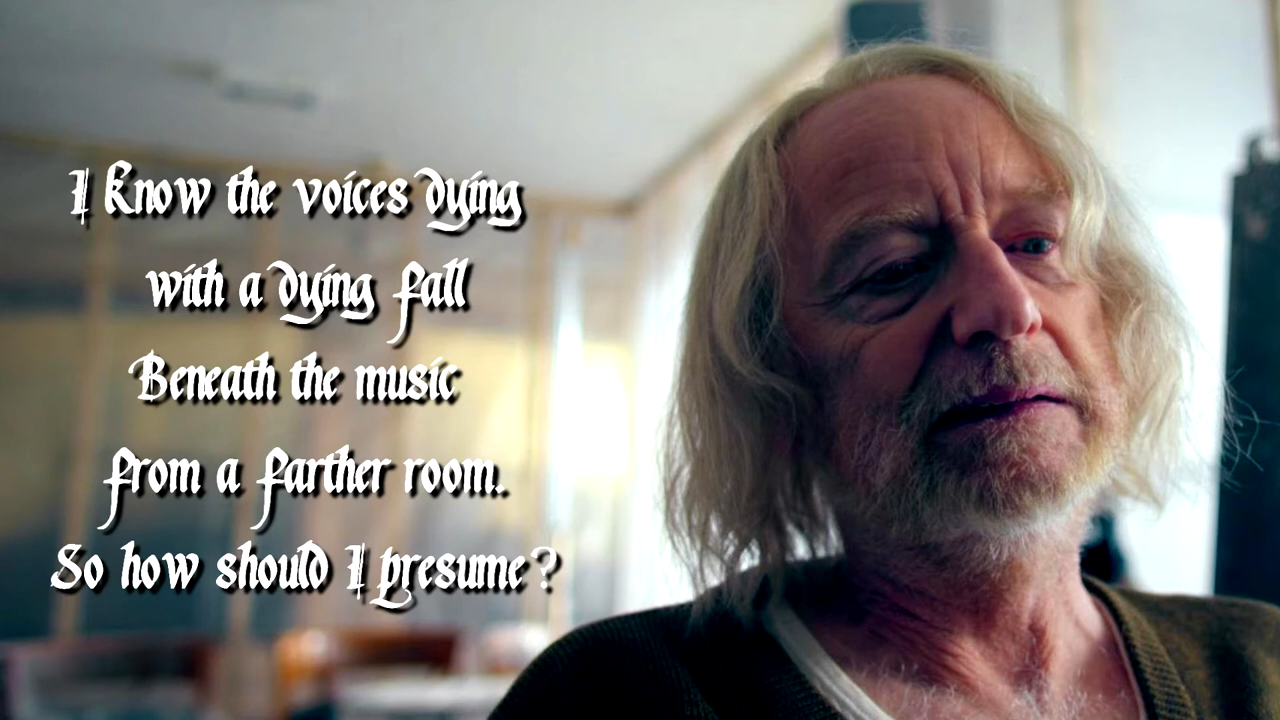 I know the voices dying
with a dying fall
Beneath the music
from a farther room.
So how should I presume?